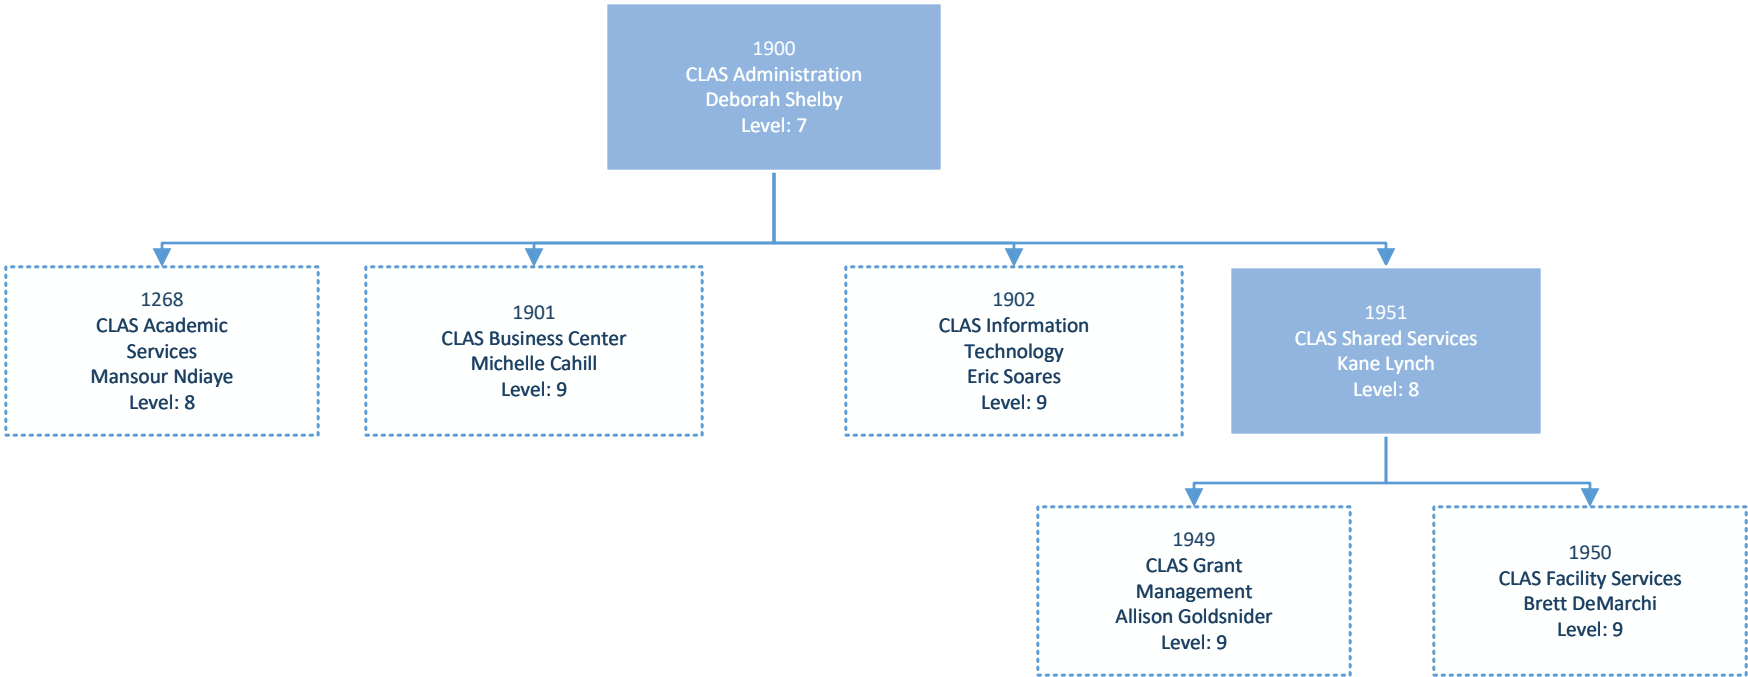 1900
CLAS Administration
Deborah Shelby
Level: 7
1268
CLAS Academic
Services
Mansour Ndiaye
Level: 8
1901
CLAS Business Center
Michelle Cahill
Level: 9
1902
CLAS Information
Technology
Eric Soares
Level: 9
1951
CLAS Shared Services
Kane Lynch
Level: 8
1949
CLAS Grant
Management
Allison Goldsnider
Level: 9
1950
CLAS Facility Services
Brett DeMarchi
Level: 9